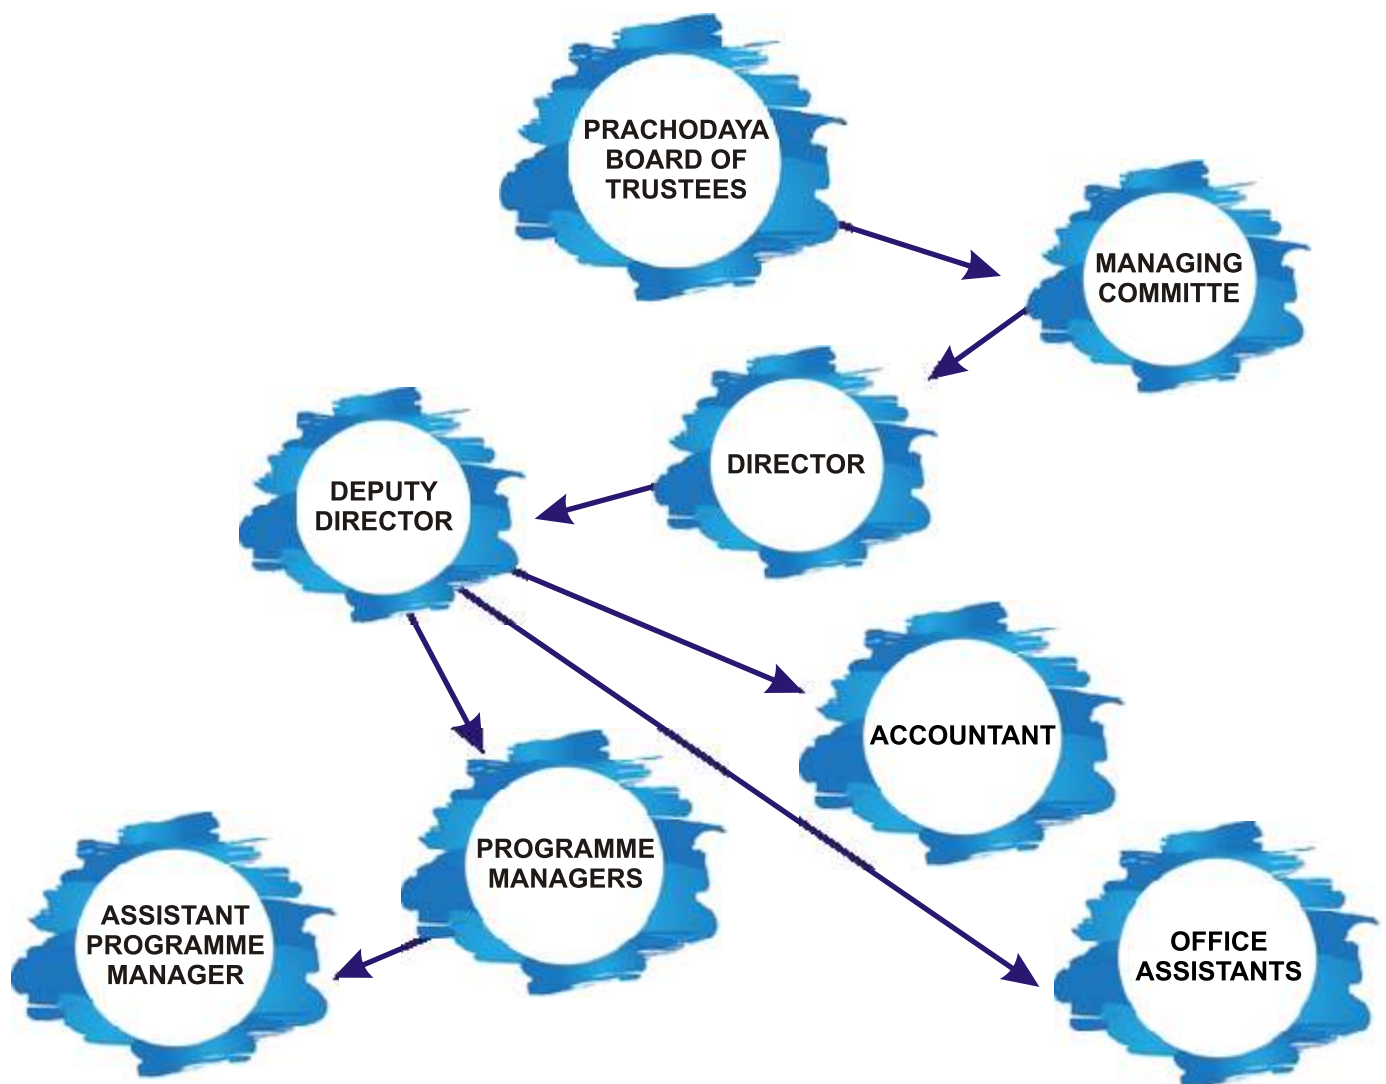 PRACHODAYA
BOARD OF
TRUSTEES
MANAGING
COMMITTE
DIRECTOR
DEPUTY
DIRECTOR
ACCOUNTANT
PROGRAMME
MANAGERS
ASSISTANT
PROGRAMME
MANAGER
OFFICE
ASSISTANTS